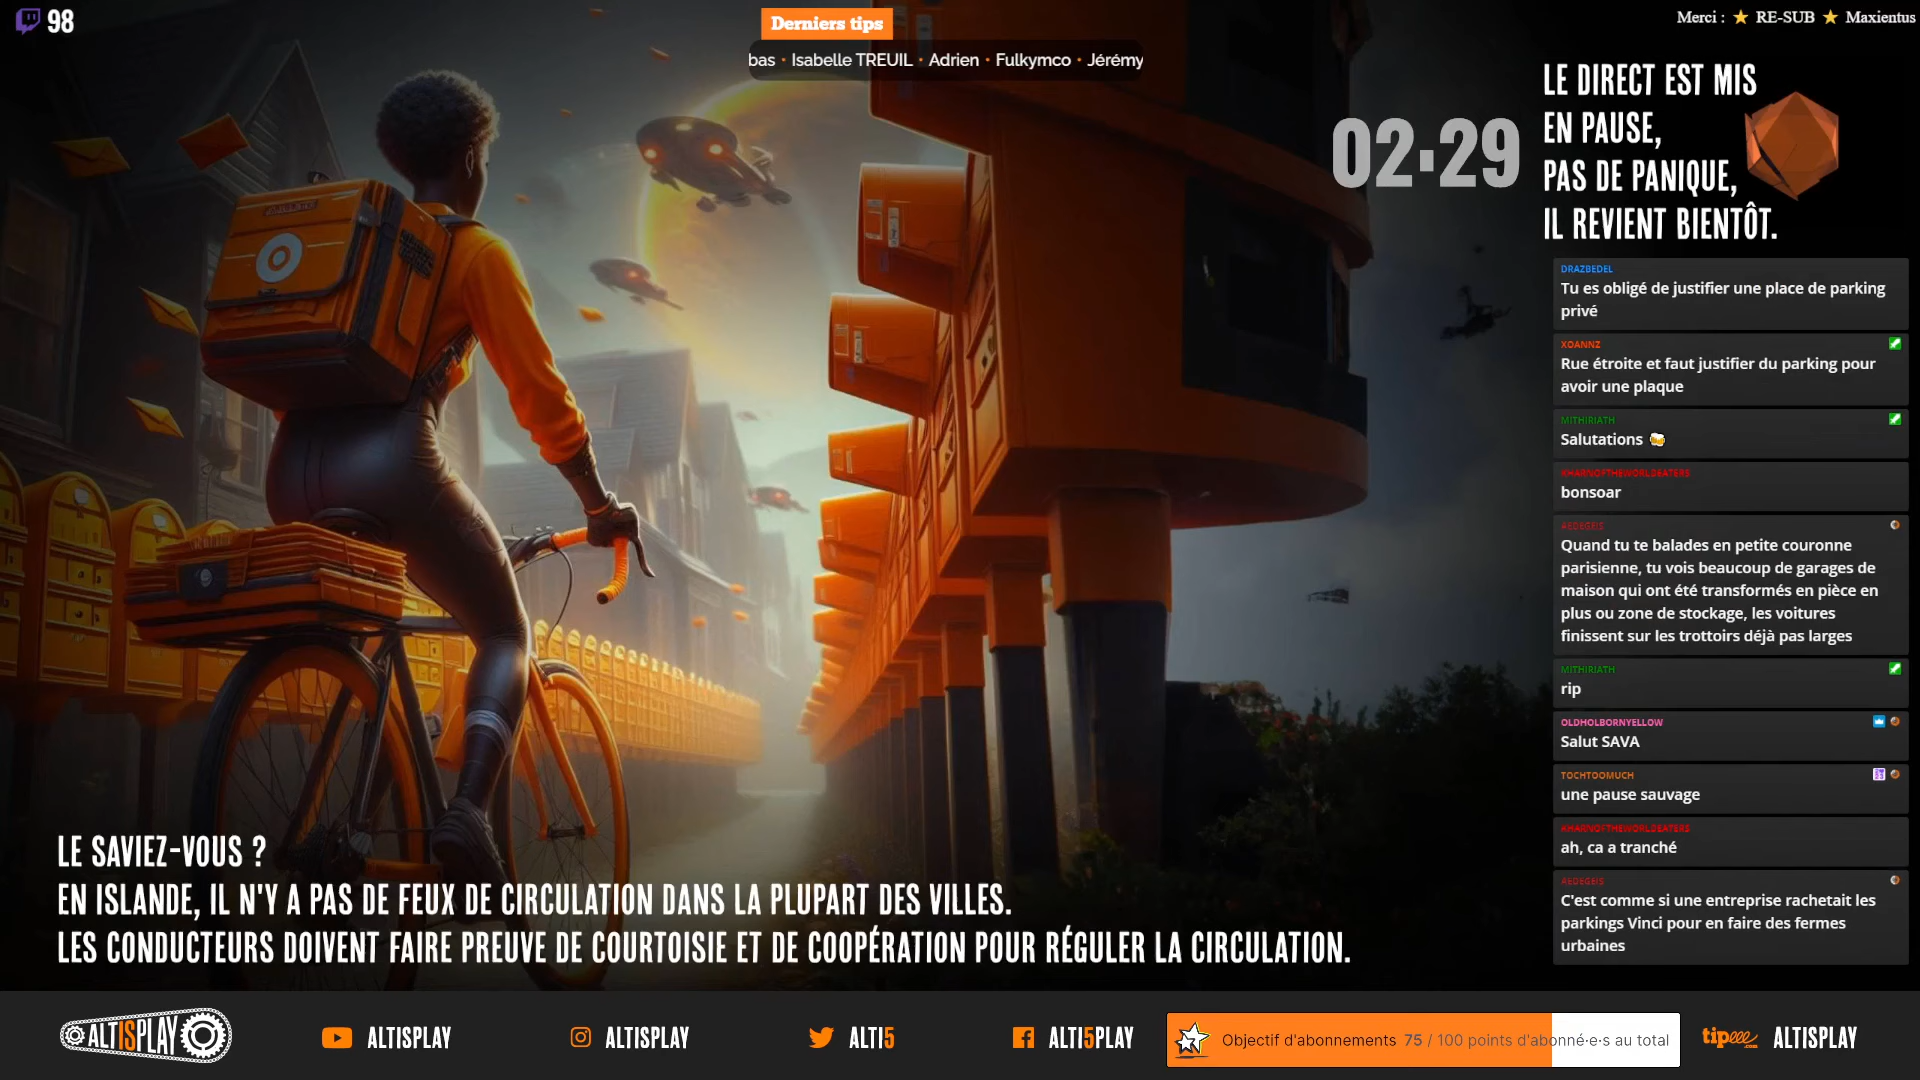 98
Derniers tips
bas • Isabelle TREUIL • Adrien • Fulkymco • Jérémy
Merci : ★ RE-SUB ★ Maxientus
02:29
LE DIRECT EST MIS
EN PAUSE,
PAS DE PANIQUE,
IL REVIENT BIENTÔT.
DRAZBEDEL
Tu es obligé de justifier une place de parking
privé
XOANNZ
Rue étroite et faut justifier du parking pour
avoir une plaque
MITHIRIATH
Salutations 🍻
KHARNOFTHEWORLDEATERS
bonsoar
AEDEGEIS
Quand tu te balades en petite couronne
parisienne, tu vois beaucoup de garages de
maison qui ont été transformés en pièce en
plus ou zone de stockage, les voitures
finissent sur les trottoirs déjà pas larges
MITHIRIATH
rip
OLDHOLBORNYELLOW
Salut SAVA
TOCHTOOMUCH
une pause sauvage
KHARNOFTHEWORLDEATERS
ah, ca a tranché
AEDEGEIS
C'est comme si une entreprise rachetait les
parkings Vinci pour en faire des fermes
urbaines
LE SAVIEZ-VOUS ?
EN ISLANDE, IL N'Y A PAS DE FEUX DE CIRCULATION DANS LA PLUPART DES VILLES.
LES CONDUCTEURS DOIVENT FAIRE PREUVE DE COURTOISIE ET DE COOPÉRATION POUR RÉGULER LA CIRCULATION.
ALTISPLAY
ALTISPLAY
ALTISPLAY
ALTI5
ALTI5PLAY
Objectif d'abonnements 75 / 100 points d'abonné·e·s au total
tipeee.com ALTISPLAY